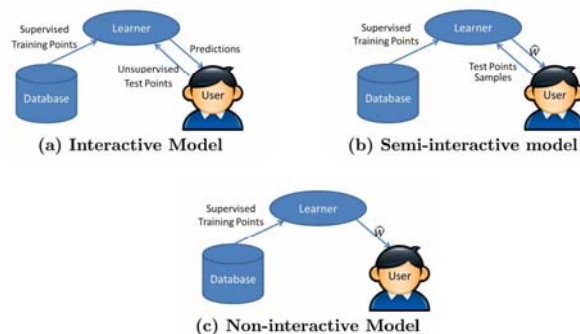 Supervised
Training Points
Learner
Predictions
Unsupervised
Test Points
Database
User
(a) Interactive Model
Supervised
Training Points
Learner
ŵ
Test Points
Samples
Database
User
(b) Semi-interactive model
Supervised
Training Points
Learner
ŵ
Database
User
(c) Non-interactive Model